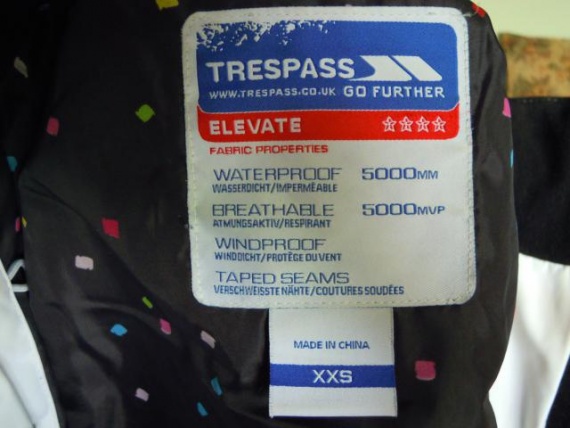 TRESPASS
WWW.TRESPASS.CO.UK GO FURTHER
ELEVATE
FABRIC PROPERTIES
WATERPROOF 5000MM
WASSERDICHT/IMPERMÉABLE
BREATHABLE 5000MVP
ATMUNGSAKTIV/RESPIRANT
WINDPROOF
WINDDICHT/PROTÈGE DU VENT
TAPED SEAMS
VERSCHWEISSTE NÄHTE/COUTURES SOUDÉES
MADE IN CHINA
XXS